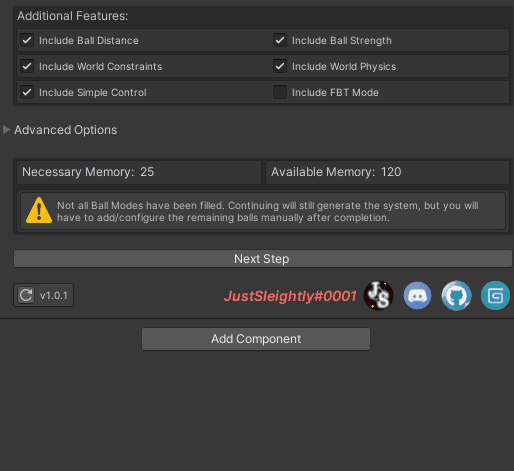 Additional Features:
Include Ball Distance Include Ball Strength
Include World Constraints Include World Physics
Include Simple Control Include FBT Mode
Advanced Options
Necessary Memory: 25 Available Memory: 120
Not all Ball Modes have been filled. Continuing will still generate the system, but you will
have to add/configure the remaining balls manually after completion.
Next Step
v1.0.1 JustSleightly#0001 JS
Add Component